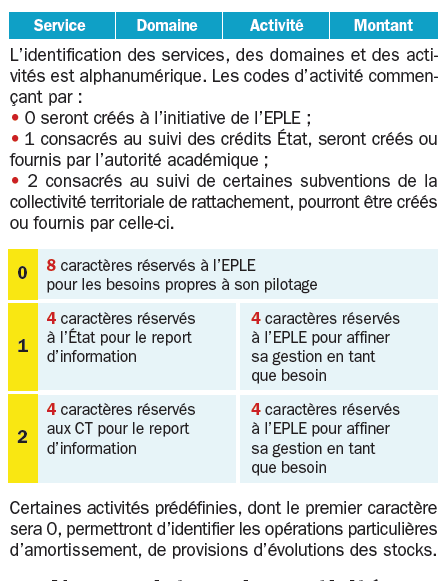 Service Domaine Activité Montant
L'identification des services, des domaines et des acti-
vités est alphanumérique. Les codes d'activité commen-
çant par :
• 0 seront créés à l'initiative de l'EPLE ;
• 1 consacrés au suivi des crédits État, seront créés ou
fournis par l'autorité académique ;
• 2 consacrés au suivi de certaines subventions de la
collectivité territoriale de rattachement, pourront être créés
ou fournis par celle-ci.
0
8 caractères réservés à l'EPLE
pour les besoins propres à son pilotage
1
4 caractères réservés
à l'État pour le report
d'information
4 caractères réservés
à l'EPLE pour affiner
sa gestion en tant
que besoin
2
4 caractères réservés
aux CT pour le report
d'information
4 caractères réservés
à l'EPLE pour affiner
sa gestion en tant
que besoin
Certaines activités prédéfinies, dont le premier caractère
sera 0, permettront d'identifier les opérations particulières
d'amortissement, de provisions d'évolutions des stocks.